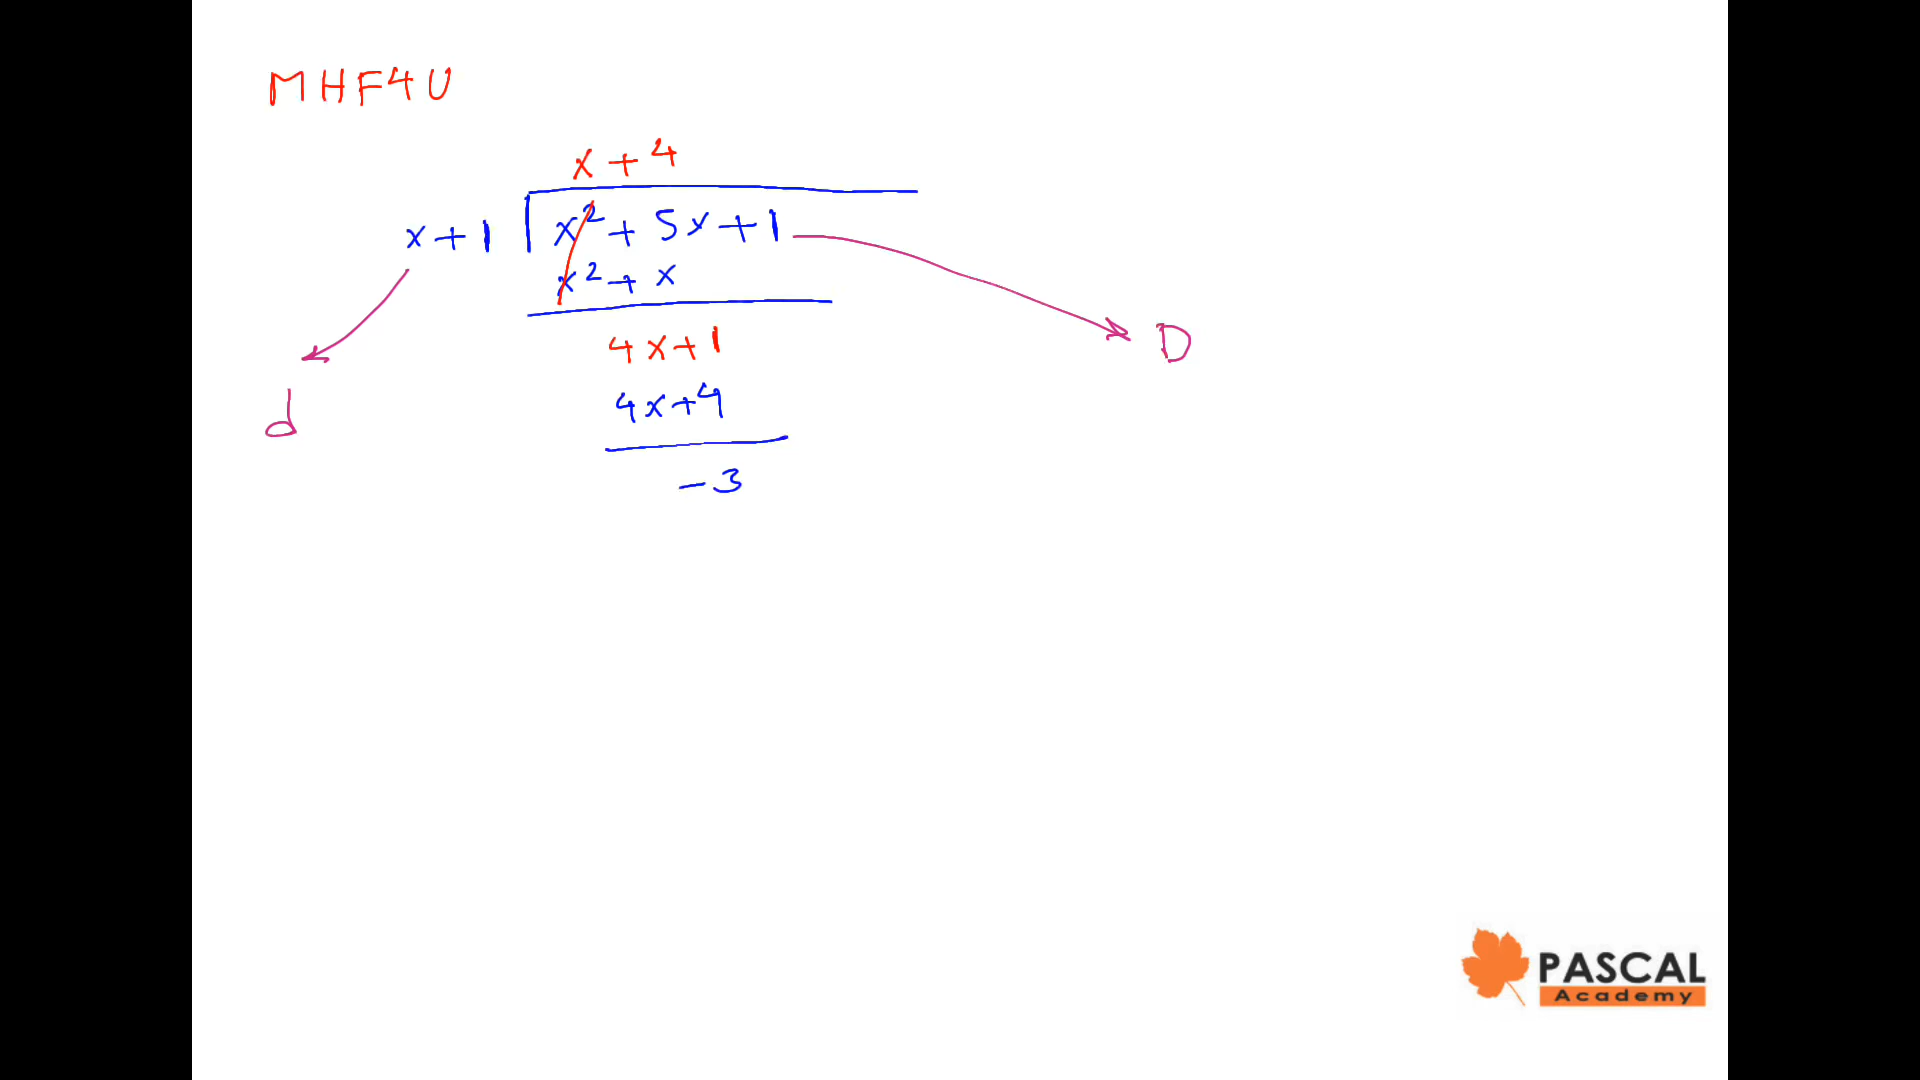 MHF4U
x + 4
x + 1 x² + 5x + 1
x² + x
4x + 1
D
4x + 4
d
- 3
PASCAL
Academy